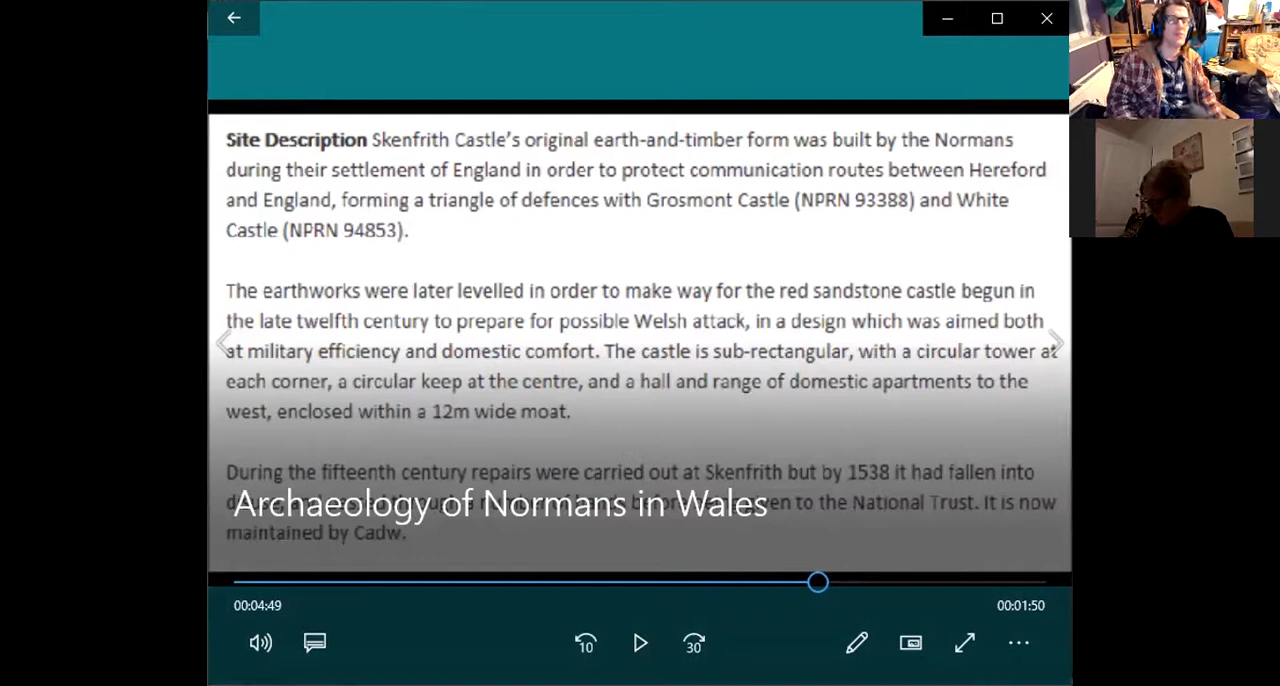 Site Description Skenfrith Castle's original earth-and-timber form was built by the Normans
during their settlement of England in order to protect communication routes between Hereford
and England, forming a triangle of defences with Grosmont Castle (NPRN 93388) and White
Castle (NPRN 94853).
The earthworks were later levelled in order to make way for the red sandstone castle begun in
the late twelfth century to prepare for possible Welsh attack, in a design which was aimed both
at military efficiency and domestic comfort. The castle is sub-rectangular, with a circular tower at
each corner, a circular keep at the centre, and a hall and range of domestic apartments to the
west, enclosed within a 12m wide moat.
During the fifteenth century repairs were carried out at Skenfrith but by 1538 it had fallen into
given to the National Trust. It is now
Archaeology of Normans in Wales
maintained by Cadw.
00:04:49
00:01:50
10
30